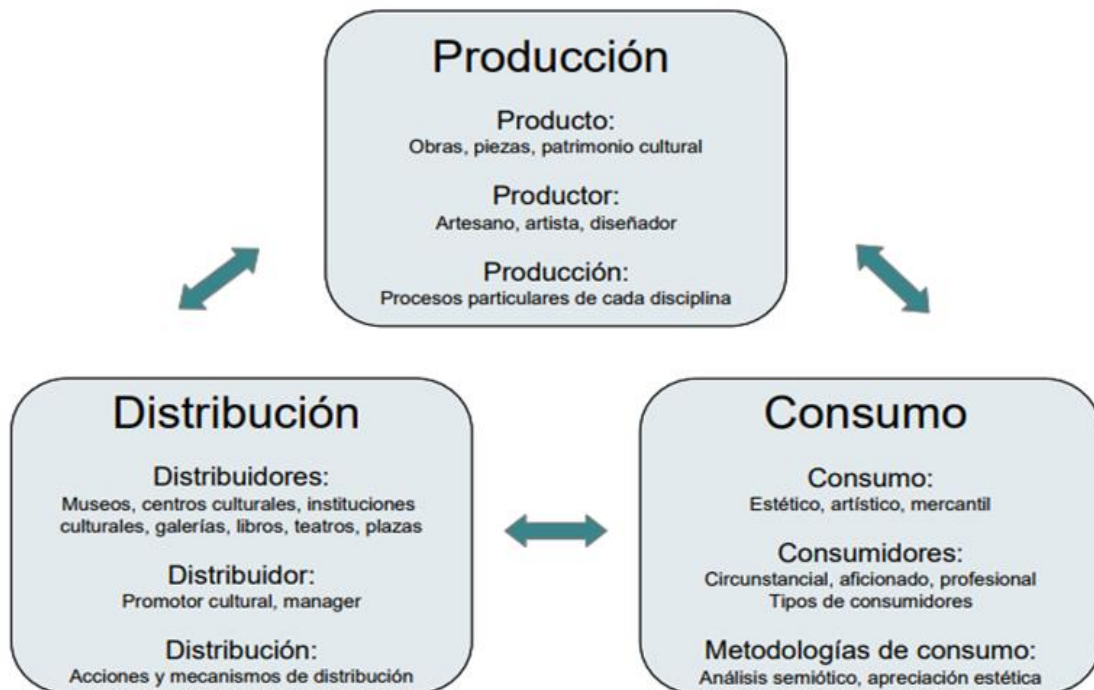 Producción
Producto:
Obras, piezas, patrimonio cultural
Productor:
Artesano, artista, diseñador
Producción:
Procesos particulares de cada disciplina
Distribución
Distribuidores:
Museos, centros culturales, instituciones
culturales, galerías, libros, teatros, plazas
Distribuidor:
Promotor cultural, manager
Distribución:
Acciones y mecanismos de distribución
Consumo
Consumo:
Estético, artístico, mercantil
Consumidores:
Circunstancial, aficionado, profesional
Tipos de consumidores
Metodologías de consumo:
Análisis semiótico, apreciación estética